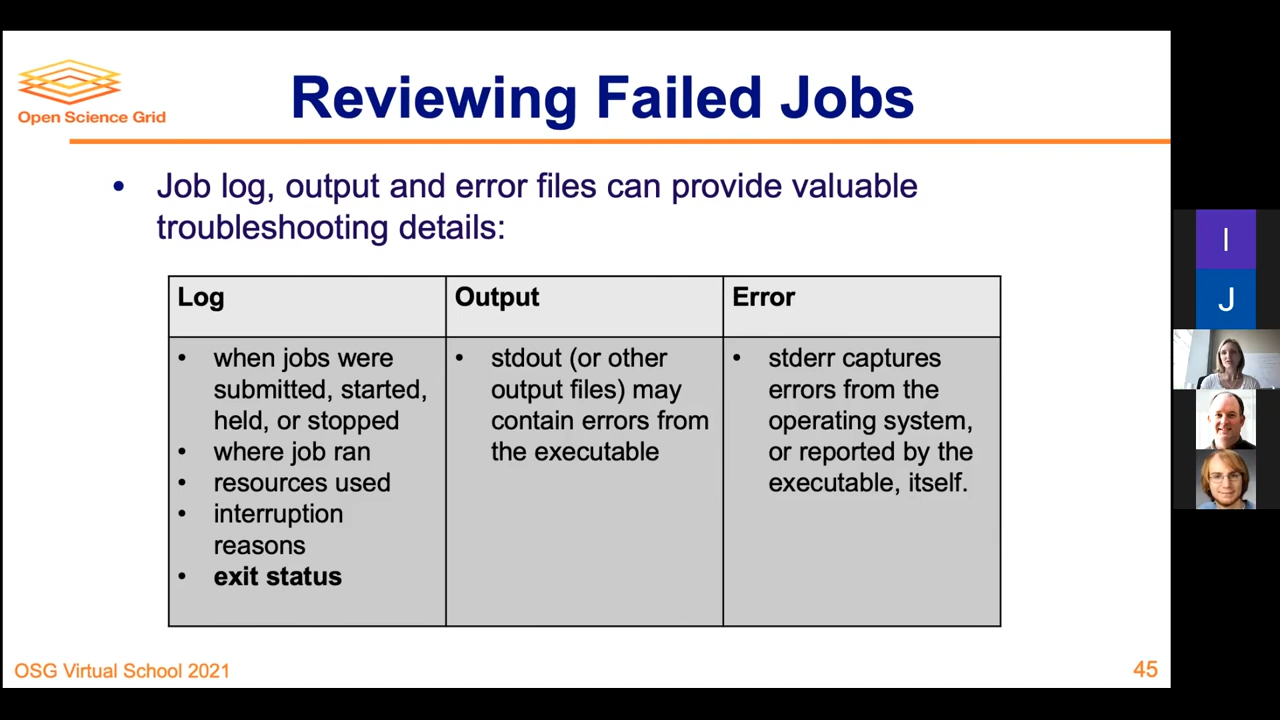 Open Science Grid
Reviewing Failed Jobs
• Job log, output and error files can provide valuable
troubleshooting details:
Log
• when jobs were
submitted, started,
held, or stopped
• where job ran
• resources used
• interruption
reasons
• exit status
Output
• stdout (or other
output files) may
contain errors from
the executable
Error
• stderr captures
errors from the
operating system,
or reported by the
executable, itself.
I
J
OSG Virtual School 2021
45